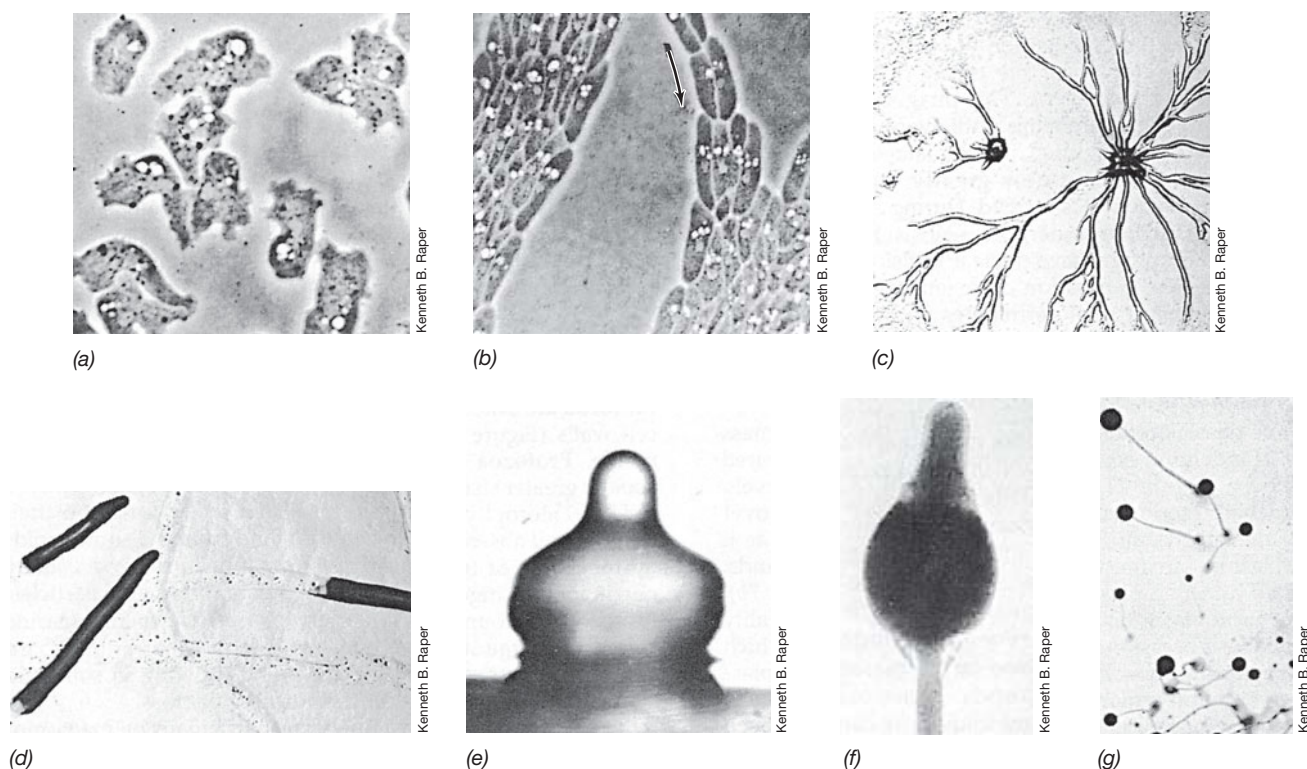 Kenneth B. Raper
Kenneth B. Raper
Kenneth B. Raper
(a)
(b)
(c)
Kenneth B. Raper
Kenneth B. Raper
Kenneth B. Raper
Kenneth B. Raper
(d)
(e)
(f)
(g)